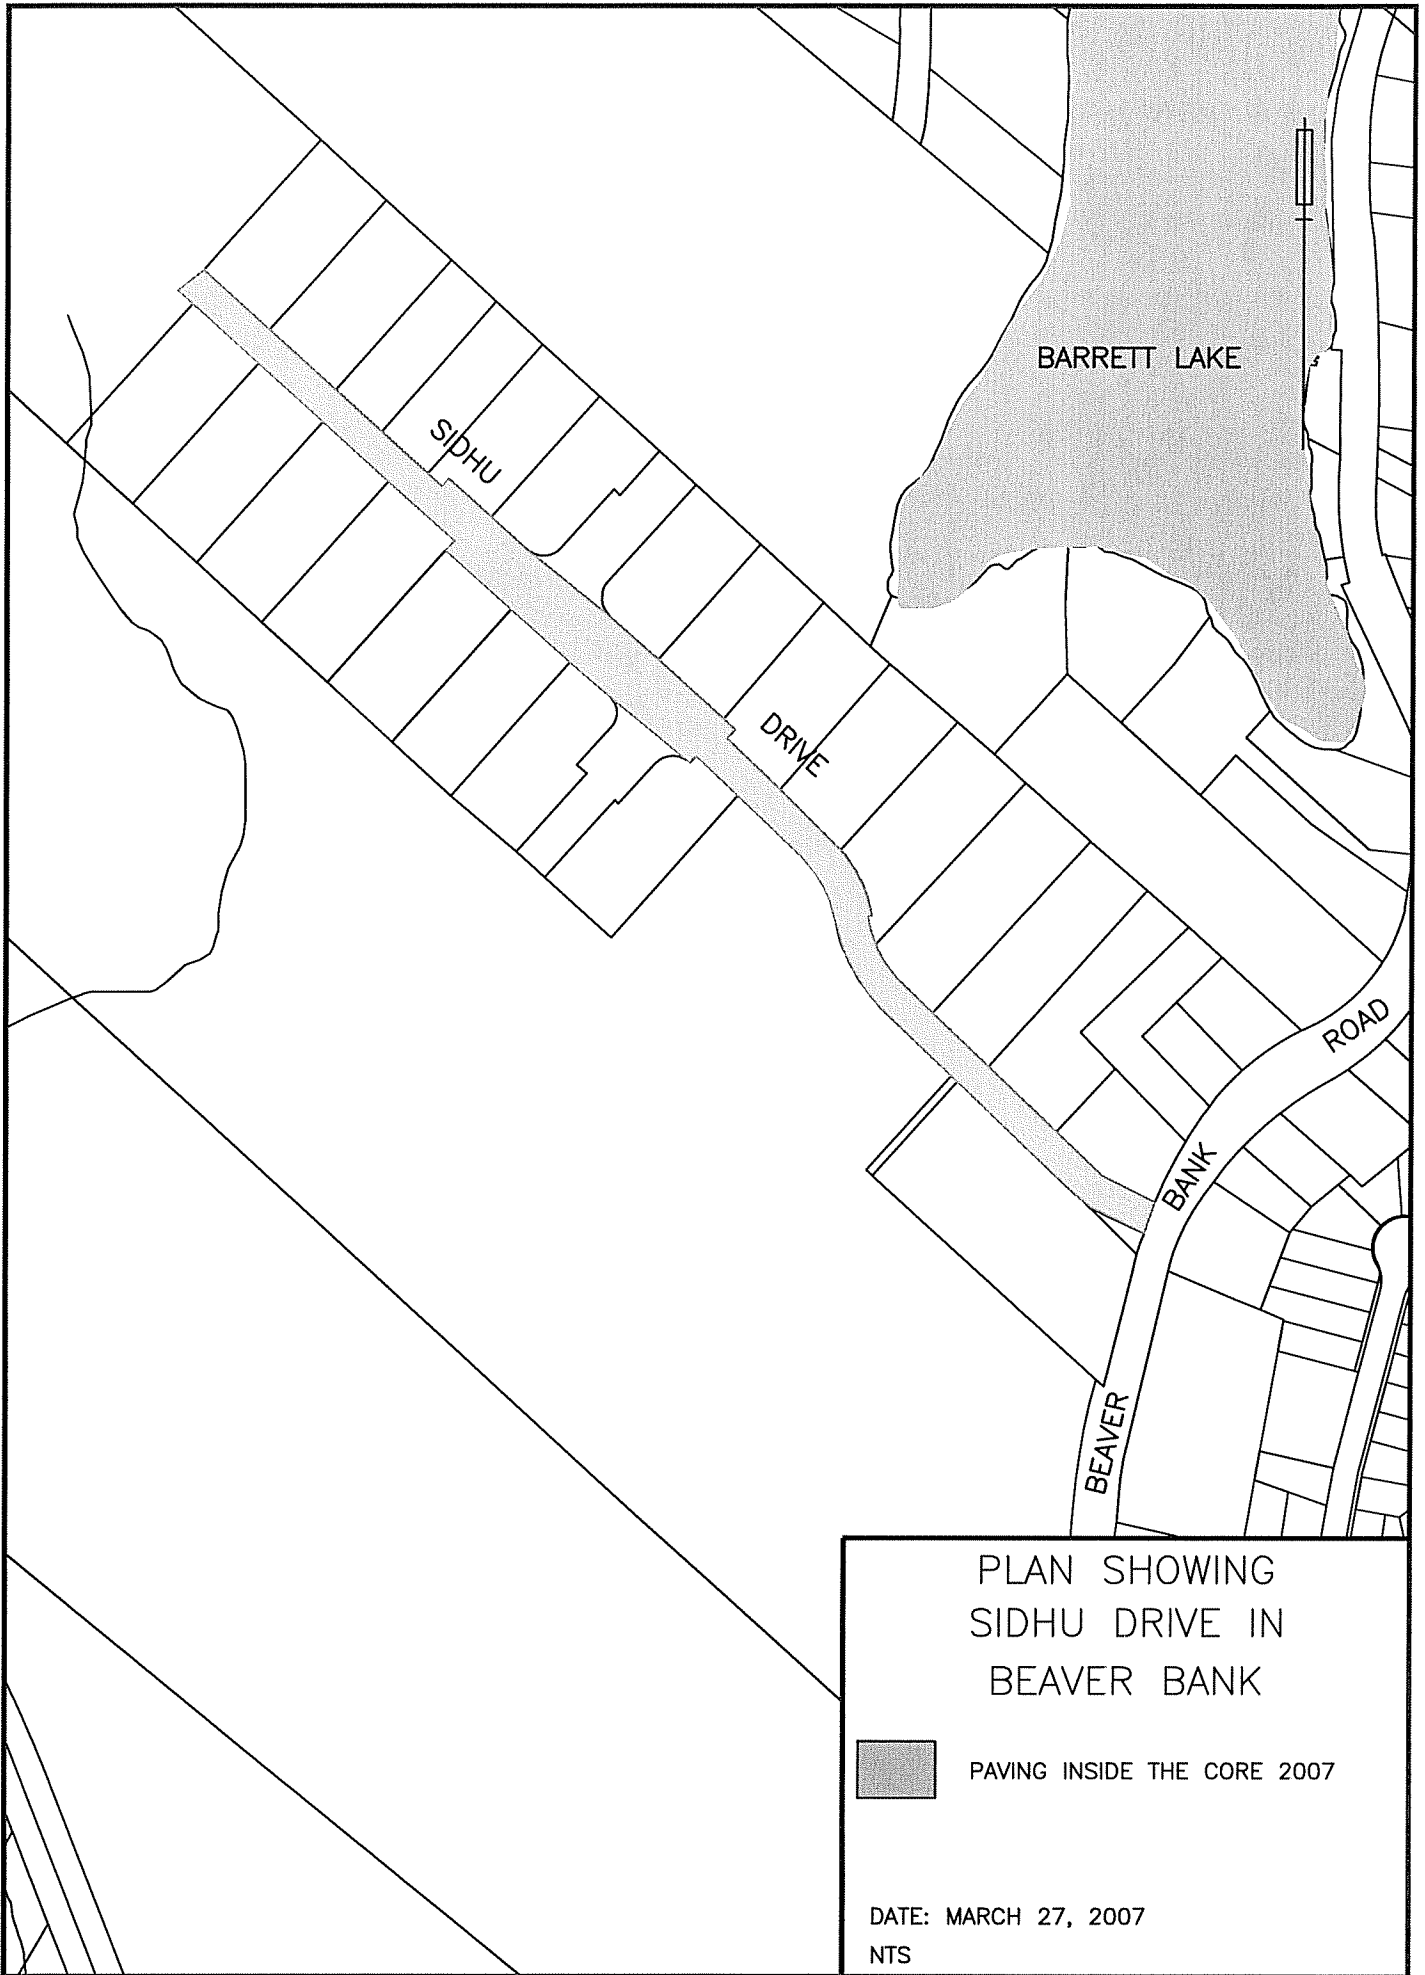 BARRETT LAKE
SIDHU
DRIVE
ROAD
BANK
BEAVER
PLAN SHOWING
SIDHU DRIVE IN
BEAVER BANK
PAVING INSIDE THE CORE 2007
DATE: MARCH 27, 2007
NTS